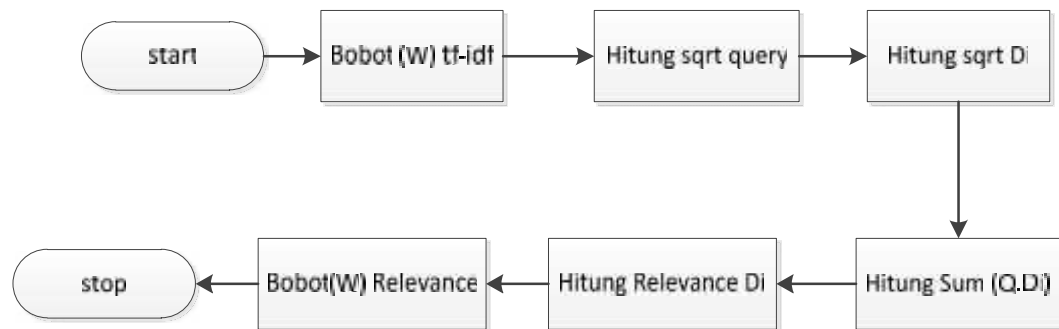 start
Bobot (W) tf-idf
Hitung sqrt query
Hitung sqrt Di
Hitung Sum (Q.Di)
Hitung Relevance Di
Bobot(W) Relevance
stop